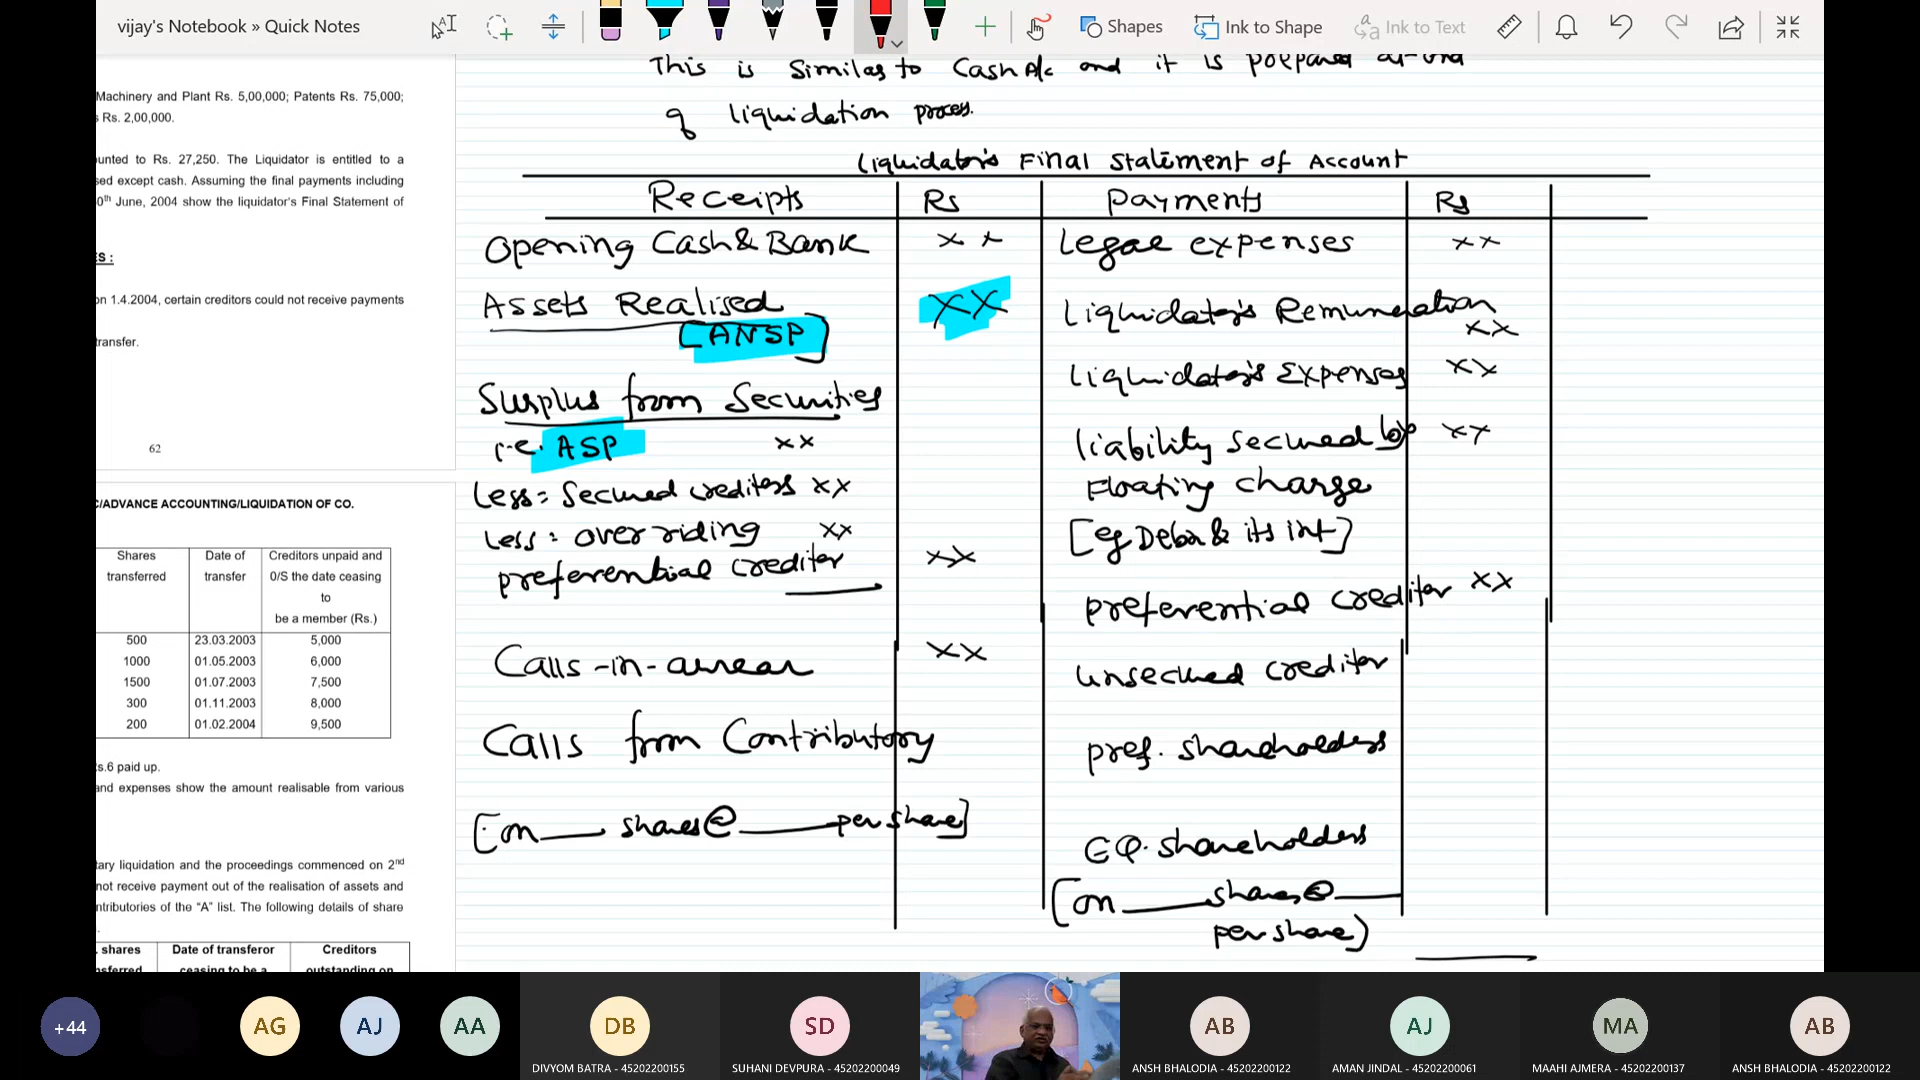 vijay's Notebook » Quick Notes
Shapes
Ink to Shape
Ink to Text
Machinery and Plant Rs. 5,00,000; Patents Rs. 75,000;
s Rs. 2,00,000.
unted to Rs. 27,250. The Liquidator is entitled to a
sed except cash. Assuming the final payments including
0th June, 2004 show the liquidator's Final Statement of
ES :
on 1.4.2004, certain creditors could not receive payments
transfer.
62
C/ADVANCE ACCOUNTING/LIQUIDATION OF CO.
Shares transferred | Date of transfer | Creditors unpaid and 0/S the date ceasing to be a member (Rs.)
500 | 23.03.2003 | 5,000
1000 | 01.05.2003 | 6,000
1500 | 01.07.2003 | 7,500
300 | 01.11.2003 | 8,000
200 | 01.02.2004 | 9,500
Rs.6 paid up.
and expenses show the amount realisable from various
tary liquidation and the proceedings commenced on 2nd
not receive payment out of the realisation of assets and
ntributories of the “A” list. The following details of share
. shares | Date of transferor | Creditors
nsferred | ceasing to be a | outstanding on
This is Similar to Cash A/c and it is
of liquidation process.
Liquidator's Final Statement of Account
Receipts | Rs | Payments | Rs
Opening Cash & Bank xx
Assets Realised xx
[ANSP]
Surplus from Securities
i.e. ASP xx
Less = Secured creditors xx
Less = overriding xx
preferential creditor xx
Calls-in-arrear xx
Calls from Contributory
[on ___ shares @ ___ per share]
Legal expenses xx
Liquidator's Remuneration
xx
Liquidator's Expenses xx
Liability secured by xx
Floating charge
[eg Deben & its int]
preferential creditor xx
unsecured creditor
pref. shareholders
EQ. shareholders
[on ___ shares @ ___
per share]
+44
AG
AJ
AA
DB
DIVYOM BATRA - 45202200155
SD
SUHANI DEVPURA - 45202200049
AB
ANSH BHALODIA - 45202200122
AJ
AMAN JINDAL - 45202200061
MA
MAAHI AJMERA - 45202200137
AB
ANSH BHALODIA - 45202200122